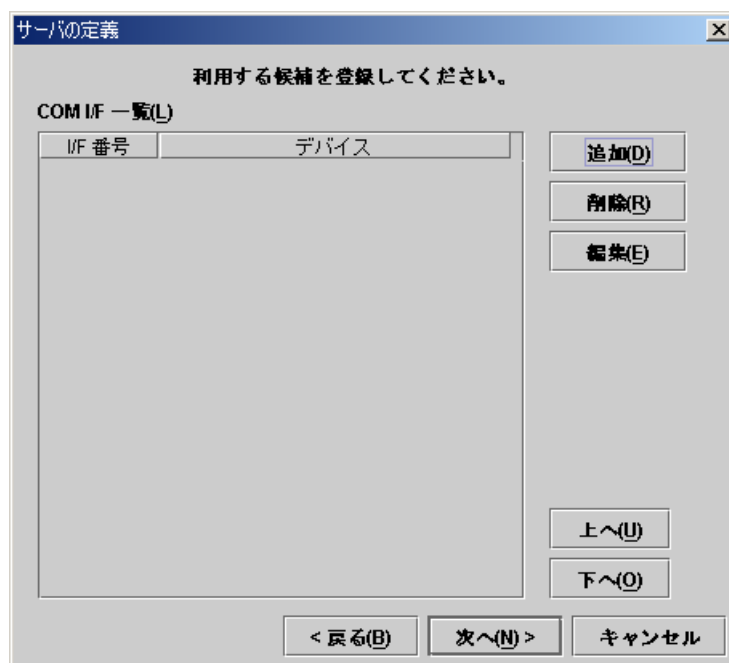 サーバの定義
利用する候補を登録してください。
COM I/F 一覧(L)
I/F 番号 デバイス
追加(D)
削除(R)
編集(E)
上へ(U)
下へ(O)
< 戻る(B) 次へ(N) > キャンセル